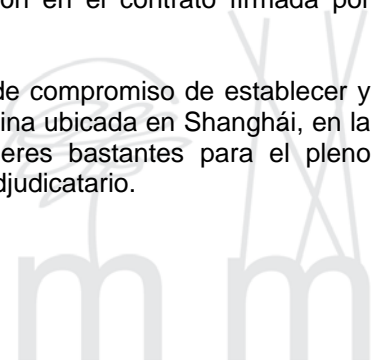 en el contrato firmada por
de compromiso de establecer y
ina ubicada en Shanghái, en la
eres bastantes para el pleno
djudicatario.
m m